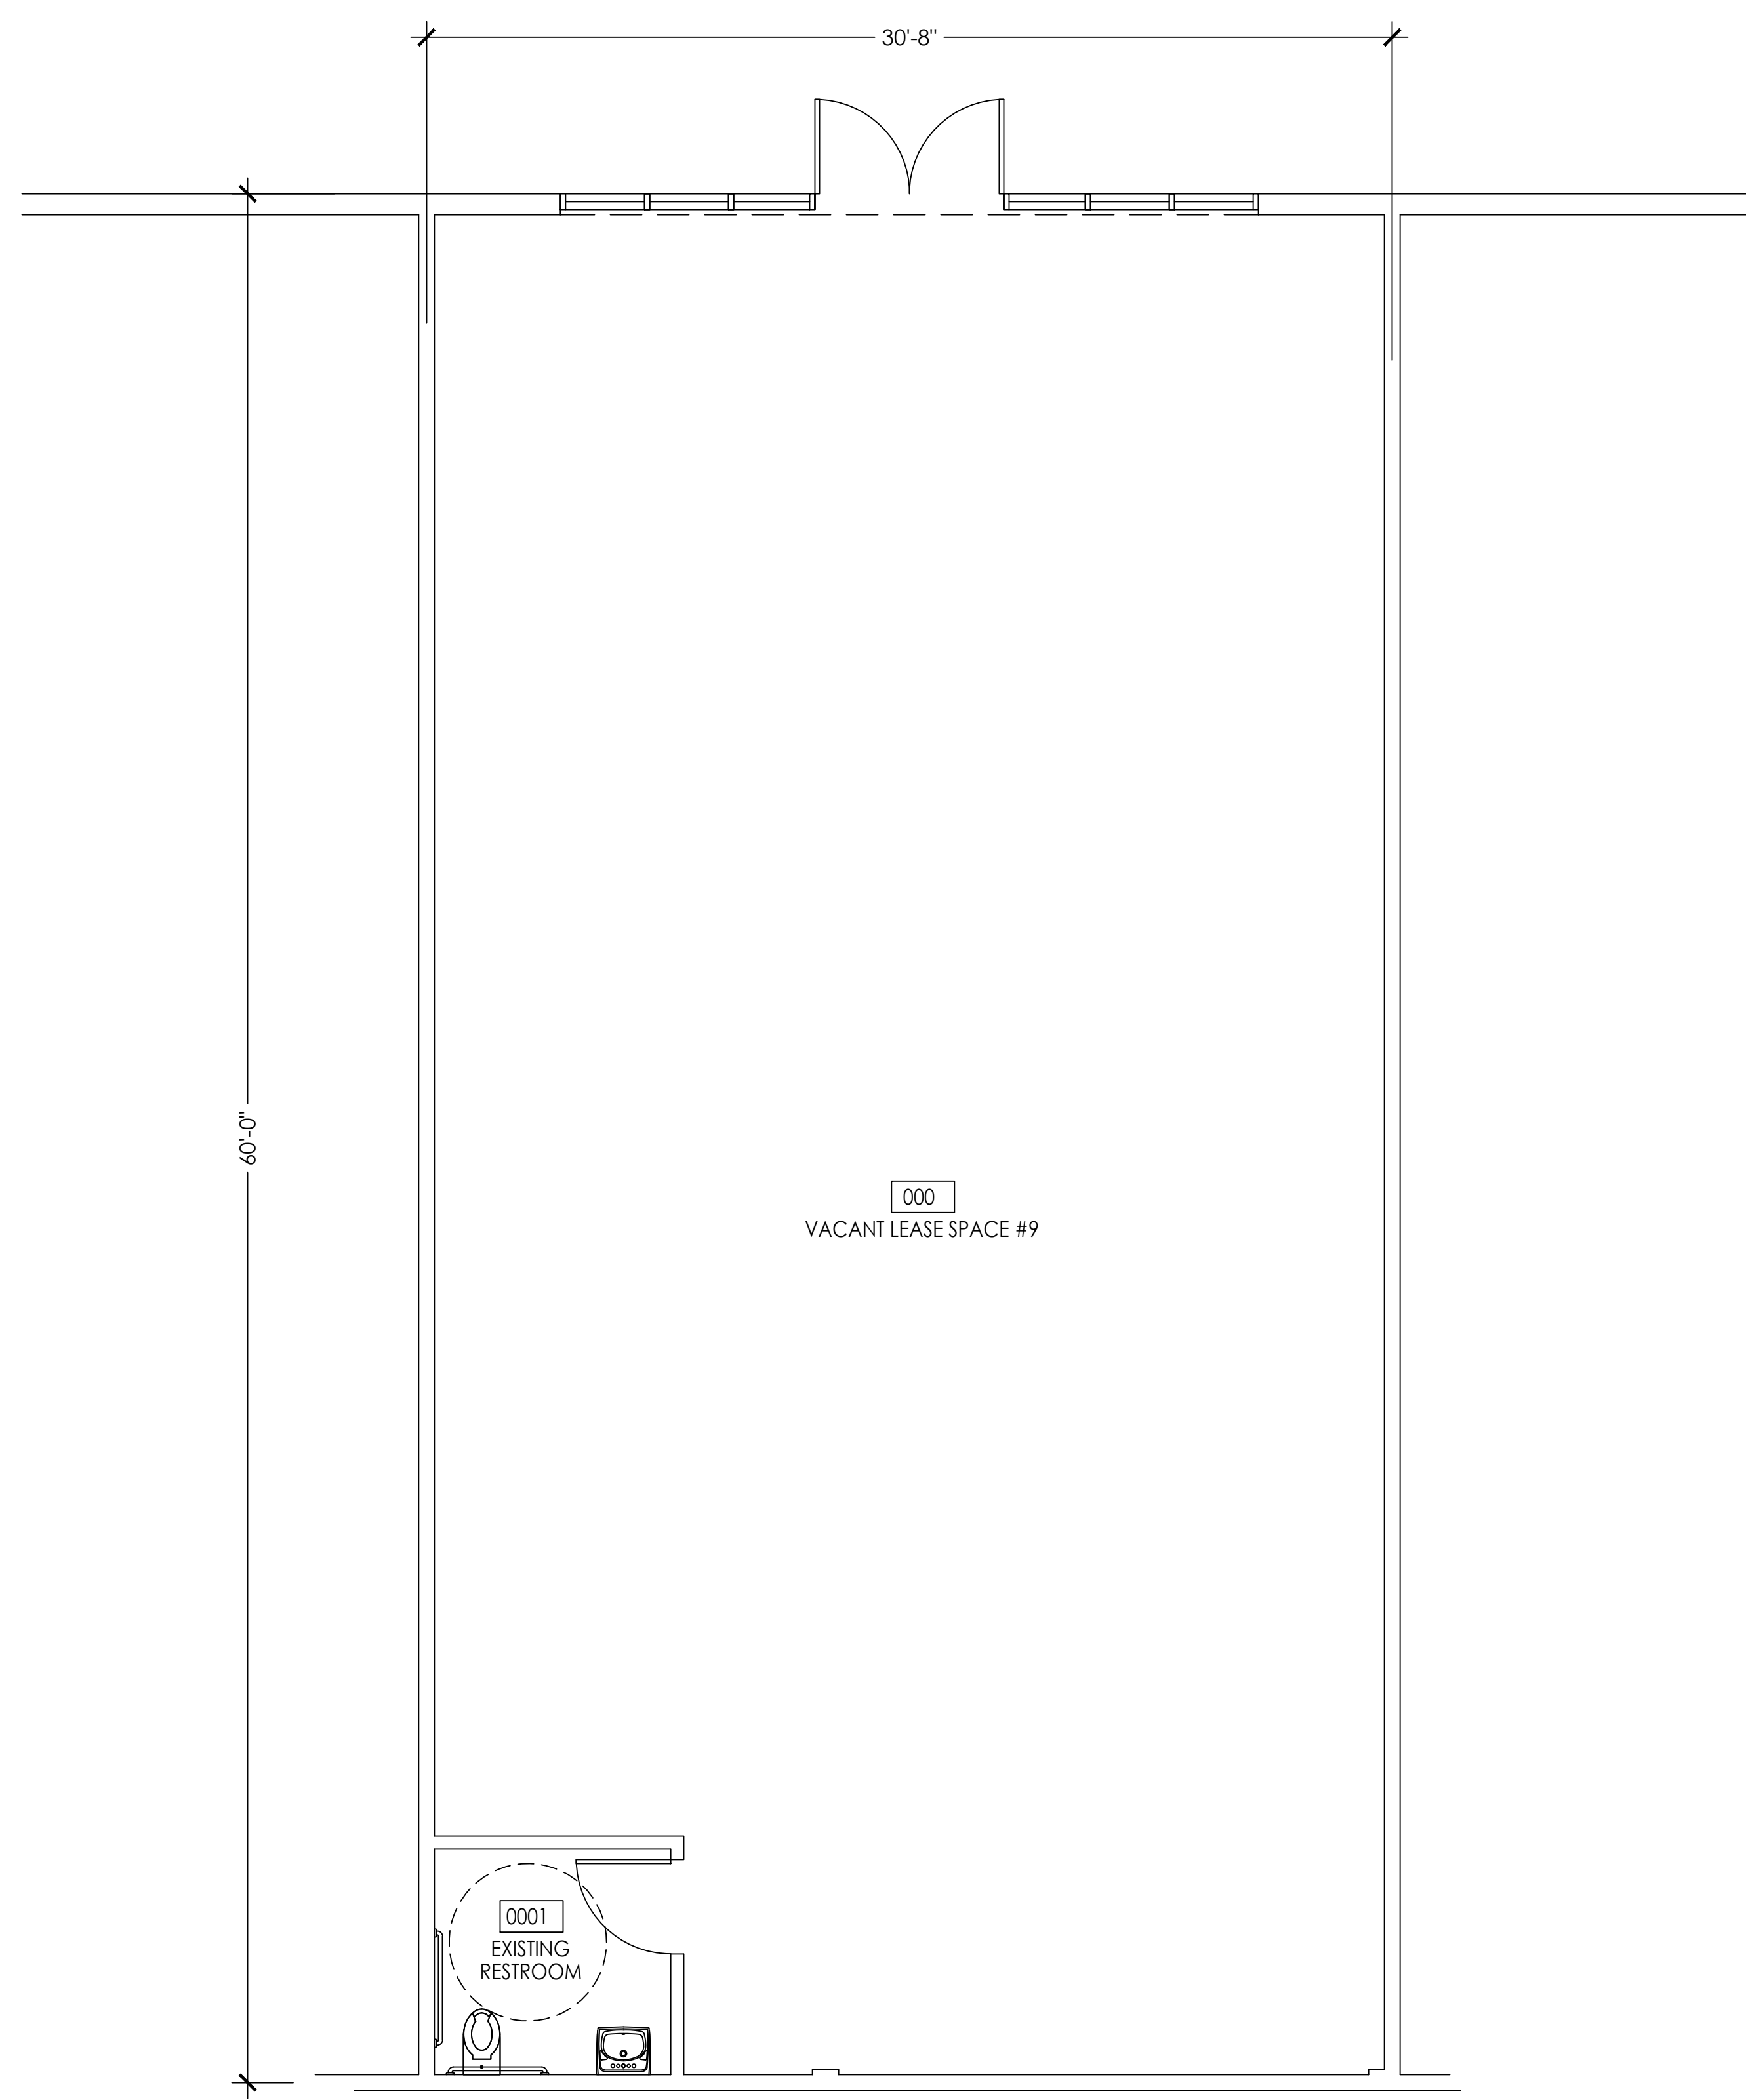 30'-8"
60'-0"
000
VACANT LEASE SPACE #9
0001
EXISTING
RESTROOM